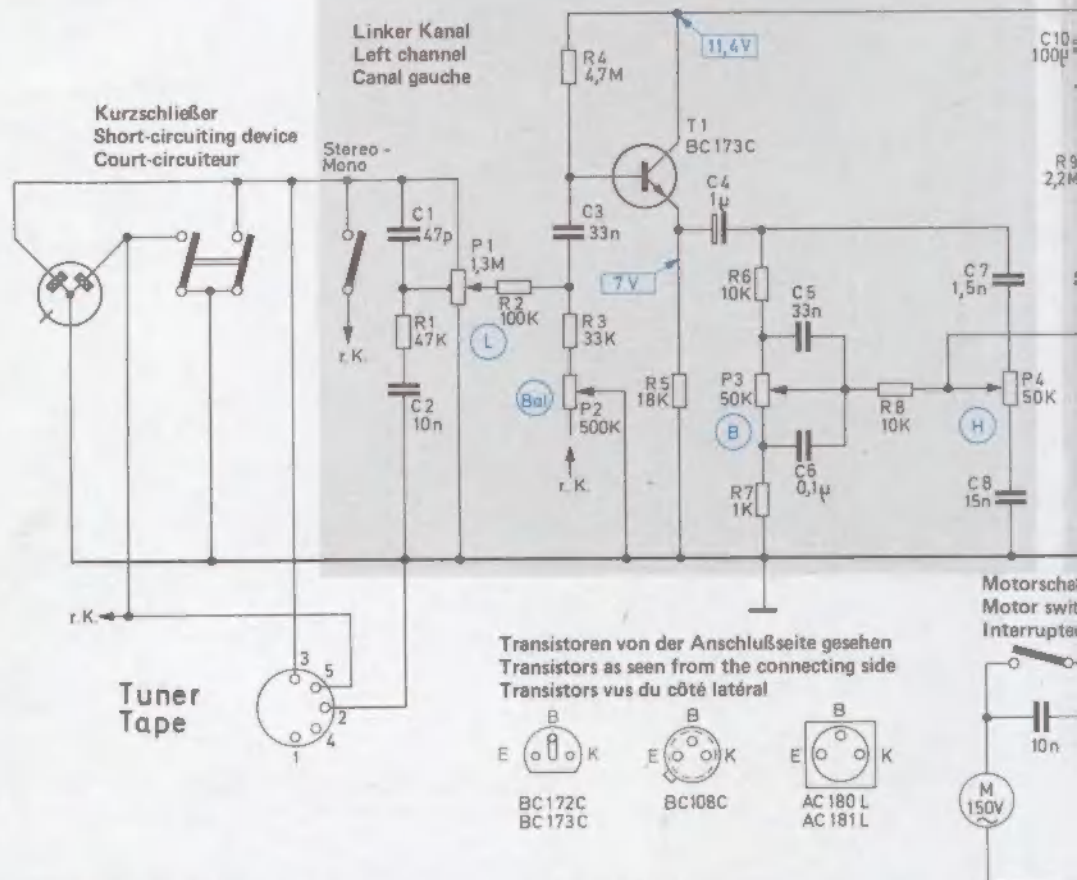 Linker Kanal
Left channel
Canal gauche
Kurzschließer
Short-circuiting device
Court-circuiteur
Stereo -
Mono
r.K.
C1
47p
P1
1,3M
R1
47K
C2
10n
R2
100K
L
R4
4,7M
C3
33n
R3
33K
Bal
P2
500K
r.K.
11,4V
T1
BC173C
7V
R5
18K
C4
1µ
R6
10K
C5
33n
P3
50K
B
C6
0,1µ
R7
1K
R8
10K
C7
1,5n
P4
50K
H
C8
15n
C10
100µ
R9
2,2M
r.K.
Tuner
Tape
3
5
2
4
1
Transistoren von der Anschlußseite gesehen
Transistors as seen from the connecting side
Transistors vus du côté latéral
B
E
K
BC172C
BC173C
B
E
K
BC108C
B
E
K
AC180L
AC181L
Motorscha
Motor swit
Interrupte
10n
M
150V